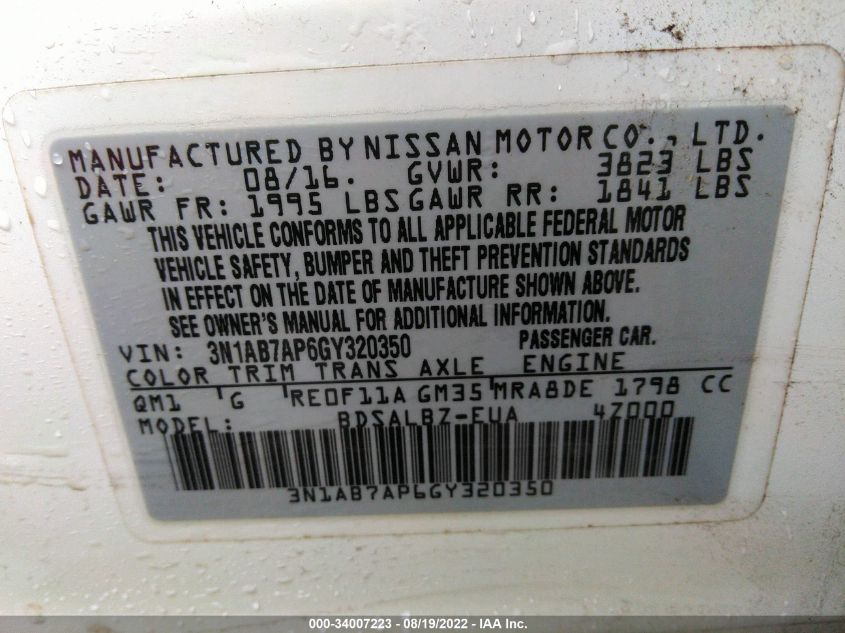 MANUFACTURED BY NISSAN MOTOR CO., LTD.
DATE: 08/16. GVWR: 3823 LBS
GAWR FR: 1995 LBS GAWR RR: 1841 LBS
THIS VEHICLE CONFORMS TO ALL APPLICABLE FEDERAL MOTOR
VEHICLE SAFETY, BUMPER AND THEFT PREVENTION STANDARDS
IN EFFECT ON THE DATE OF MANUFACTURE SHOWN ABOVE.
SEE OWNER'S MANUAL FOR ADDITIONAL INFORMATION.
VIN: 3N1AB7AP6GY320350 PASSENGER CAR.
COLOR TRIM TRANS AXLE ENGINE
QM1 G RE0F11A GM35 MRA8DE 1798 CC
MODEL: BDSALBZ-EUA 4Z000
3N1AB7AP6GY320350
000-34007223 - 08/19/2022 - IAA Inc.